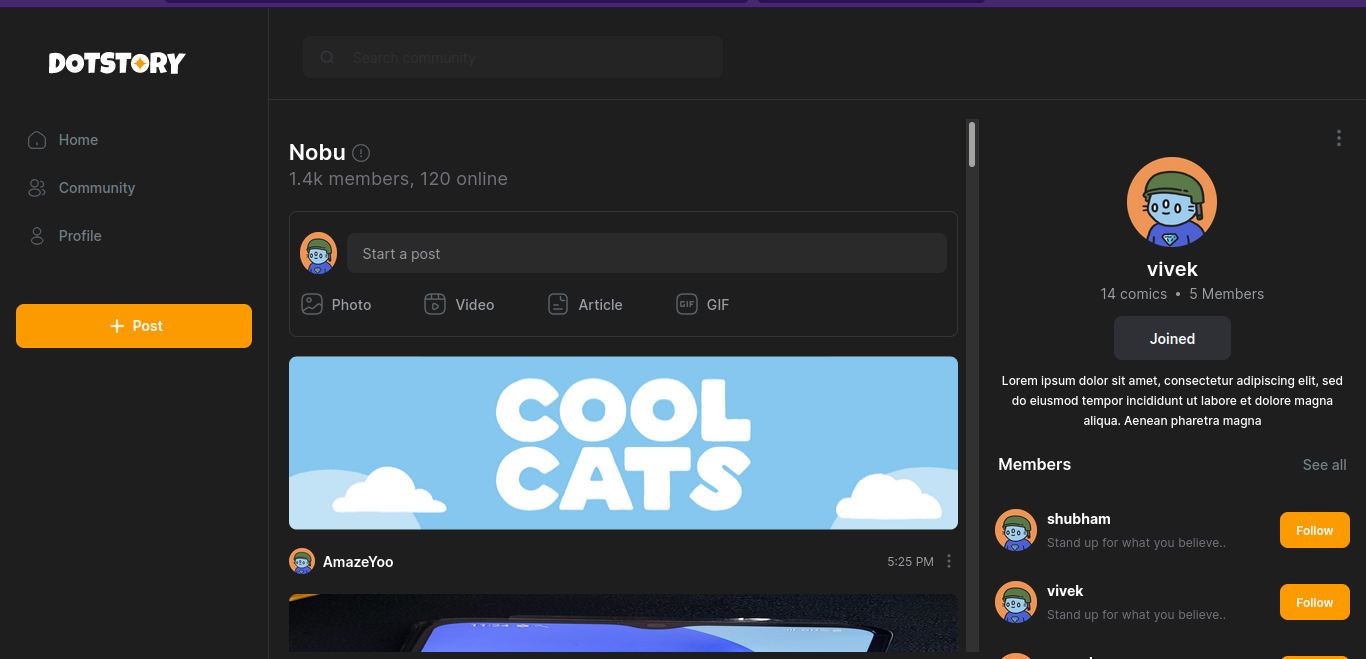 DOTSTORY
Search community
Home
Community
Profile
+ Post
Nobu
1.4k members, 120 online
Start a post
Photo
Video
Article
GIF GIF
COOL
CATS
AmazeYoo
5:25 PM
11:24
vivek
14 comics • 5 Members
Joined
Lorem ipsum dolor sit amet, consectetur adipiscing elit, sed
do eiusmod tempor incididunt ut labore et dolore magna
aliqua. Aenean pharetra magna
Members
See all
shubham
Stand up for what you believe..
Follow
vivek
Stand up for what you believe..
Follow